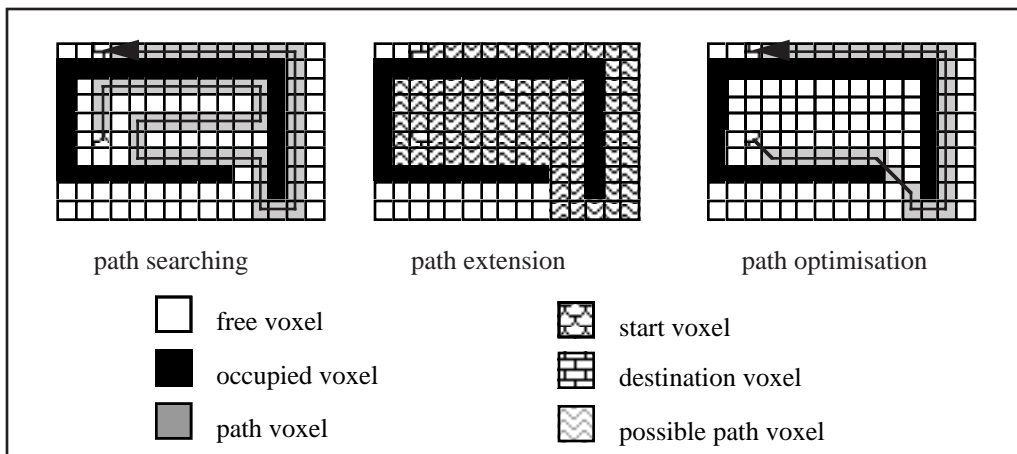 path searching path extension path optimisation
free voxel start voxel
occupied voxel destination voxel
path voxel possible path voxel